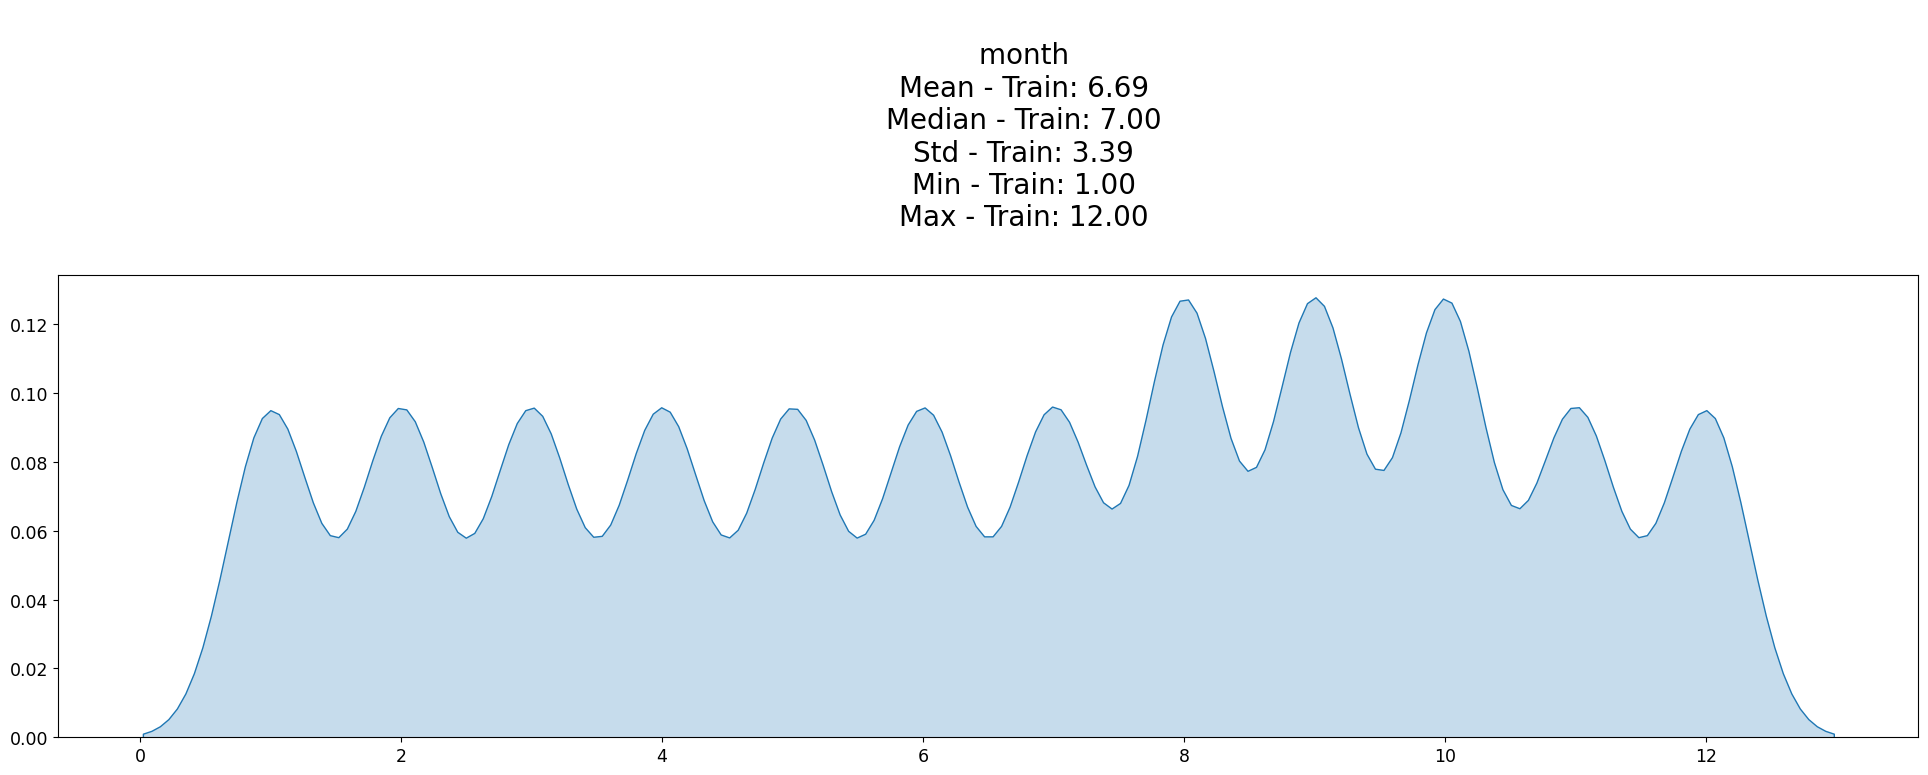 month
Mean - Train: 6.69
Median - Train: 7.00
Std - Train: 3.39
Min - Train: 1.00
Max - Train: 12.00
0.12
0.10
0.08
0.06
0.04
0.02
0.00
0 2 4 6 8 10 12